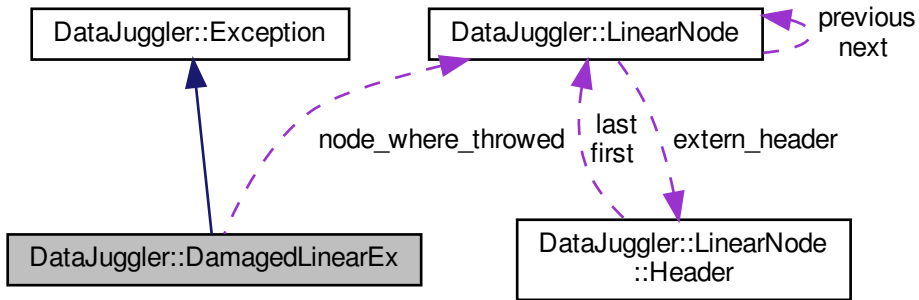 DataJuggler::Exception
DataJuggler::LinearNode
previous
next
node_where_throwed
last
first
extern_header
DataJuggler::DamagedLinearEx
DataJuggler::LinearNode
::Header